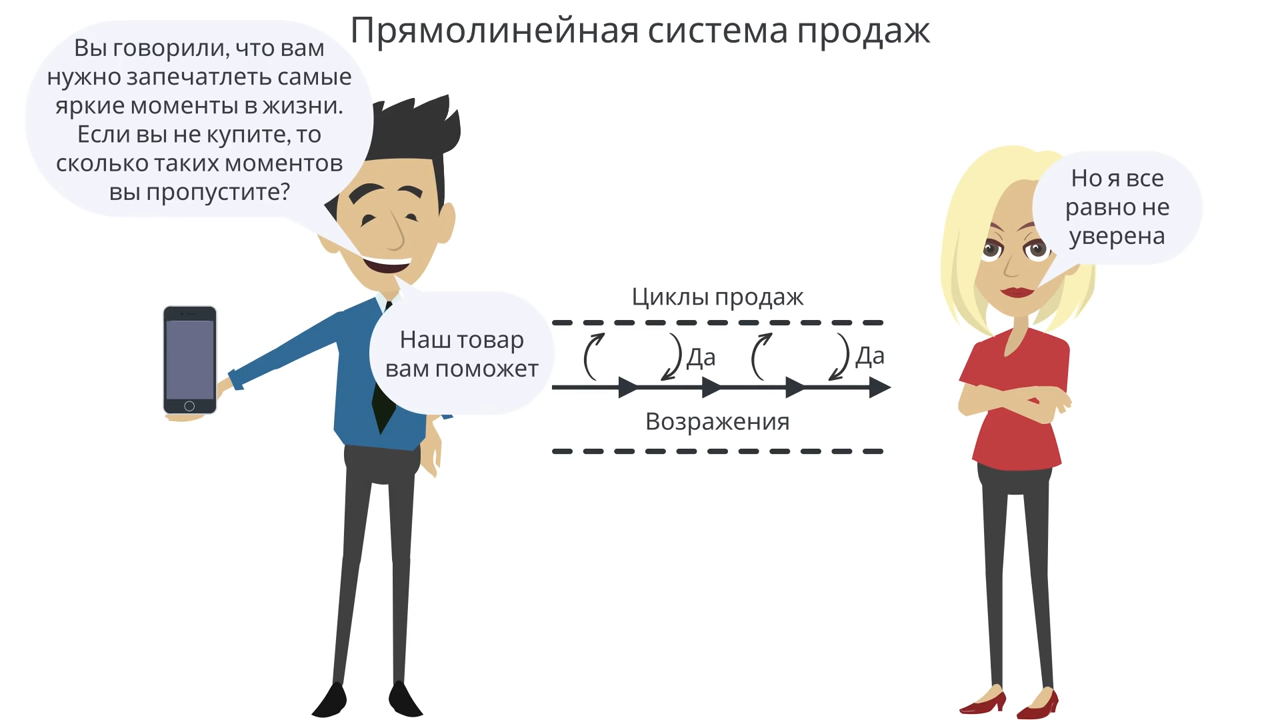 Прямолинейная система продаж
Вы говорили, что вам
нужно запечатлеть самые
яркие моменты в жизни.
Если вы не купите, то
сколько таких моментов
вы пропустите?
Но я все
равно не
уверена
Наш товар
вам поможет
Циклы продаж
Да
Да
Возражения